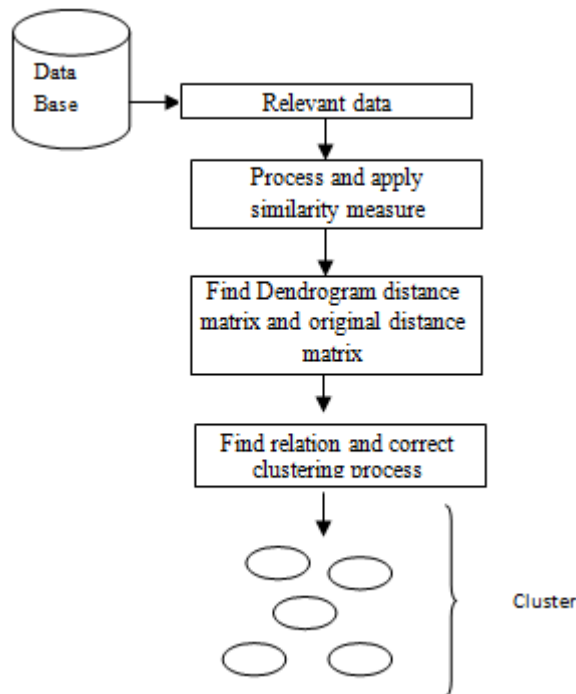 Data
Base
Relevant data
Process and apply
similarity measure
Find Dendrogram distance
matrix and original distance
matrix
Find relation and correct
clustering process
Cluster